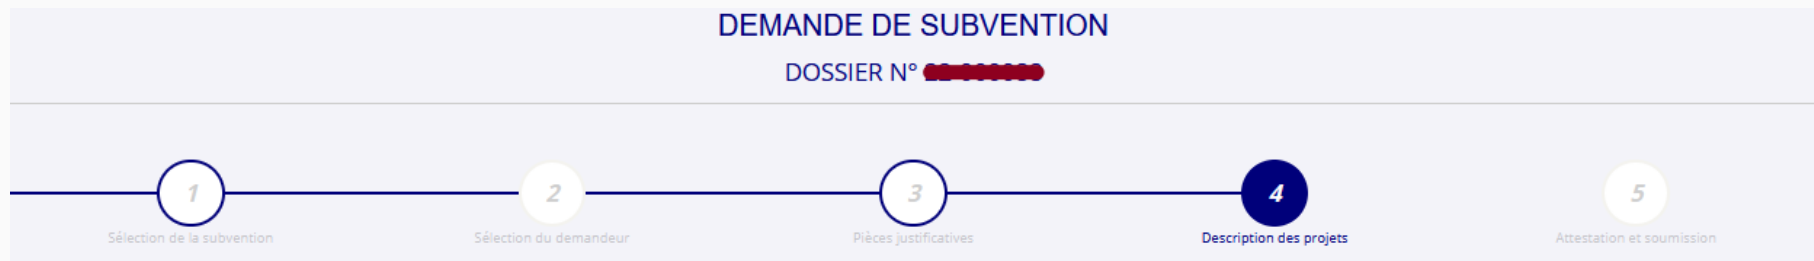 DEMANDE DE SUBVENTION
DOSSIER N°
1
2
3
4
5
Sélection de la subvention
Sélection du demandeur
Pièces justificatives
Description des projets
Attestation et soumission